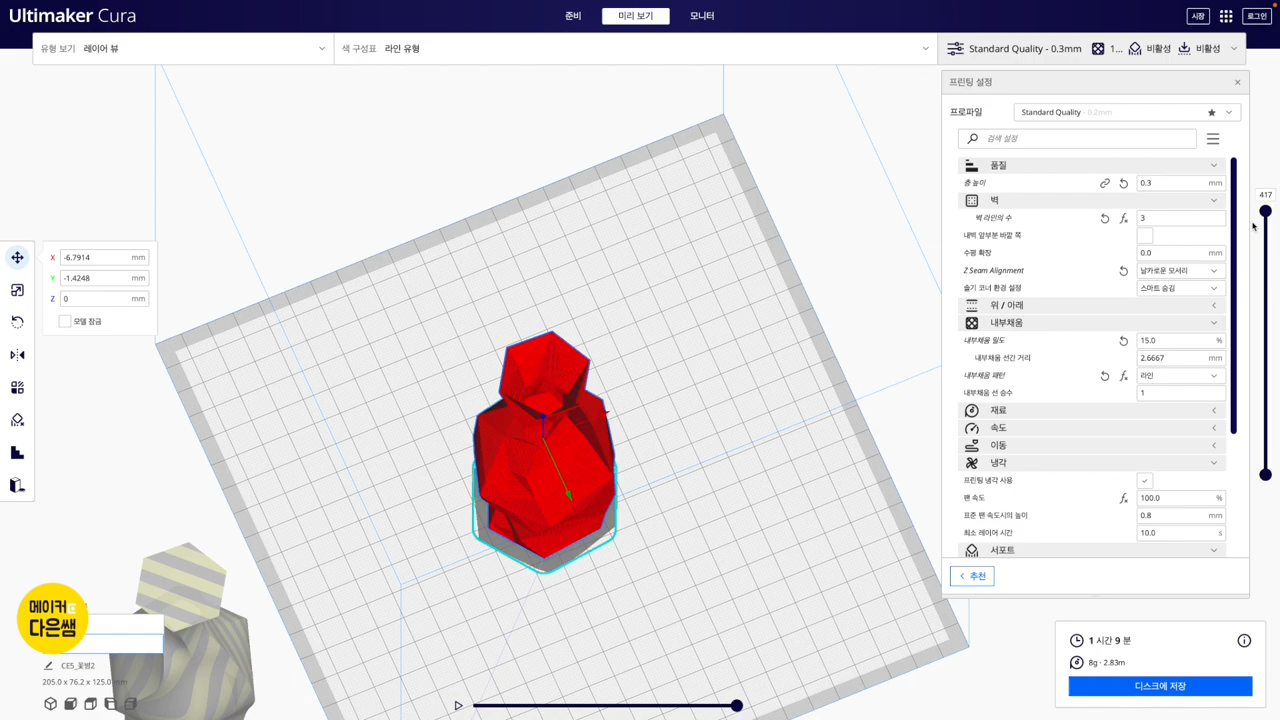 Ultimaker Cura
준비
미리 보기
모니터
시장
로그인
유형 보기 레이어 뷰
색 구성표 라인 유형
Standard Quality - 0.3mm
1...
비활성
비활성
프린팅 설정
프로파일
Standard Quality - 0.2mm
검색 설정
품질
층 높이 0.3 mm
벽
벽 라인의 수 3
내벽 앞부분 바깥 쪽
수평 확장 0.0 mm
Z Seam Alignment 날카로운 모서리
솔기 코너 환경 설정 스마트 숨김
위 / 아래
내부채움
내부채움 밀도 15.0 %
내부채움 선간 거리 2.6667 mm
내부채움 패턴 라인
내부채움 선 승수 1
재료
속도
이동
냉각
프린팅 냉각 사용
팬 속도 100.0 %
표준 팬 속도시의 높이 0.8 mm
최소 레이어 시간 10.0 s
서포트
추천
417
X -6.7914 mm
Y -1.4248 mm
Z 0 mm
모델 잠금
메이커
다은쌤
CE5_꽃병2
205.0 x 76.2 x 125.0 mm
1 시간 9 분
8g · 2.83m
디스크에 저장